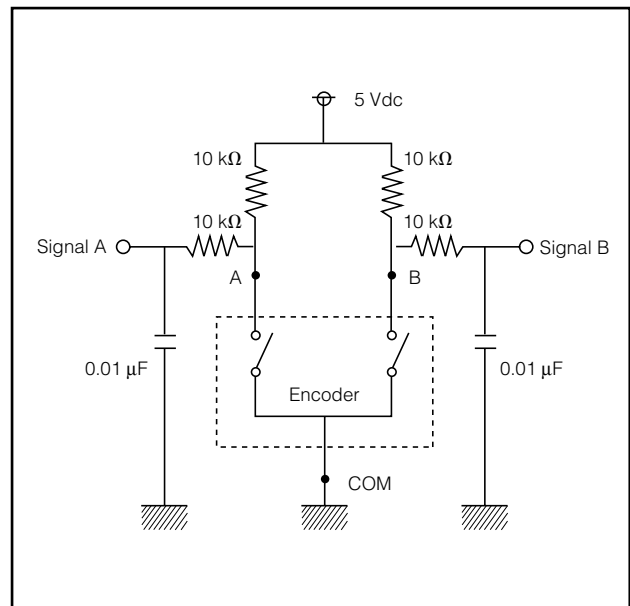 5 Vdc
10 kΩ
10 kΩ
10 kΩ
10 kΩ
Signal A
Signal B
A
B
0.01 μF
0.01 μF
Encoder
COM